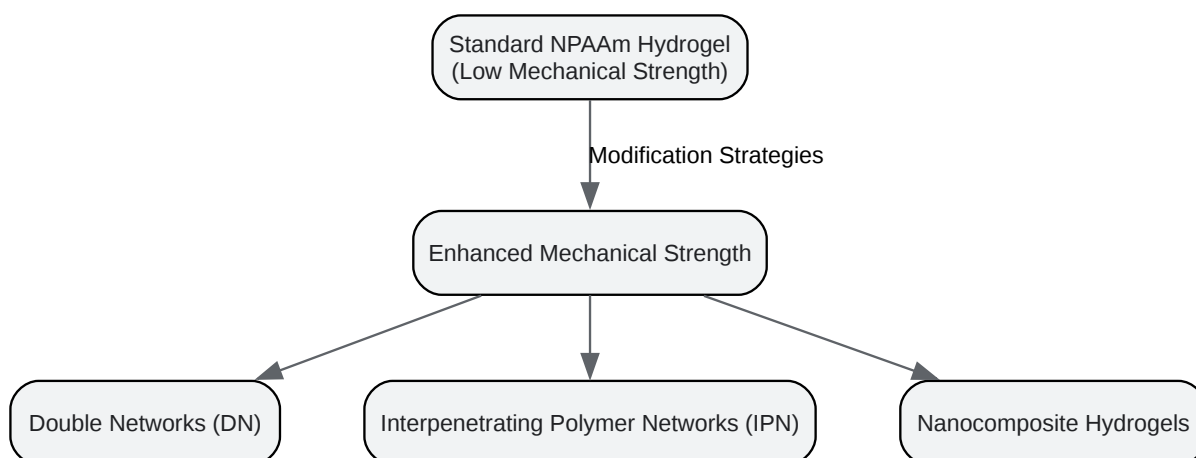 Standard NPAAm Hydrogel
(Low Mechanical Strength)
Modification Strategies
Enhanced Mechanical Strength
Double Networks (DN)
Interpenetrating Polymer Networks (IPN)
Nanocomposite Hydrogels